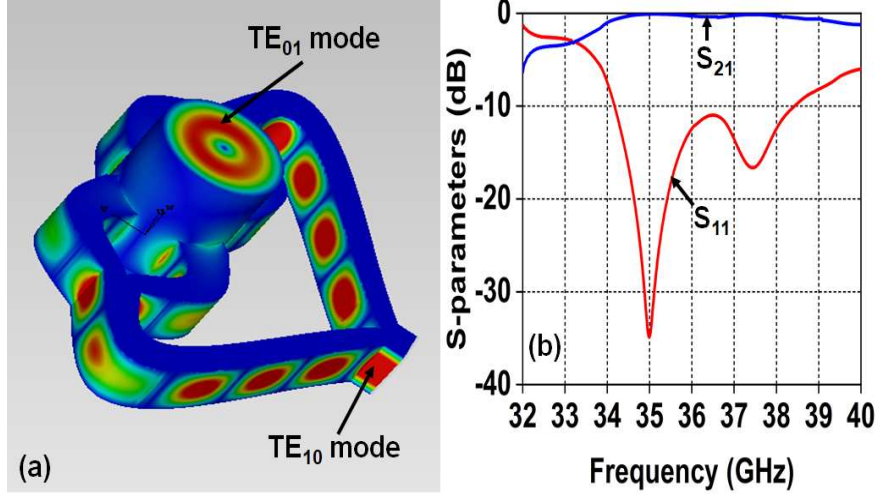 TE01 mode
TE10 mode
(a)
S-parameters (dB)
0
-10
-20
-30
-40
S21
S11
(b)
32 33 34 35 36 37 38 39 40
Frequency (GHz)